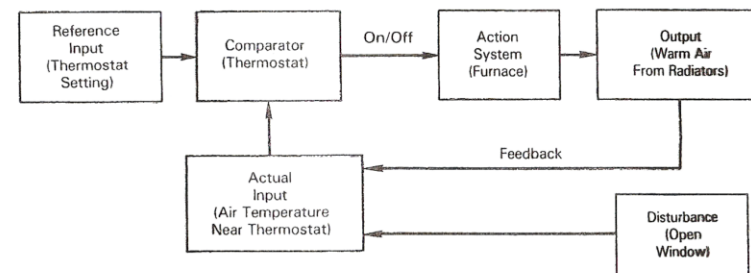 Reference
Input
(Thermostat
Setting)
Comparator
(Thermostat)
On/Off
Action
System
(Furnace)
Output
(Warm Air
From Radiators)
Feedback
Actual
Input
(Air Temperature
Near Thermostat)
Disturbance
(Open
Window)